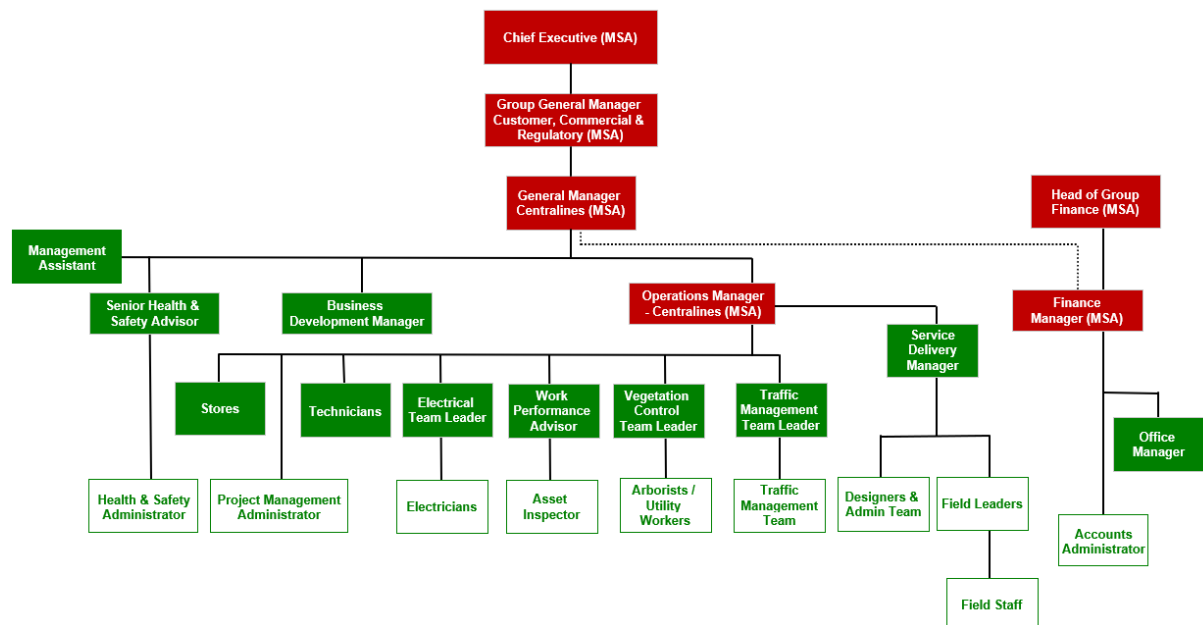 Chief Executive (MSA)
Group General Manager
Customer, Commercial &
Regulatory (MSA)
General Manager
Centralines (MSA)
Head of Group
Finance (MSA)
Management
Assistant
Senior Health &
Safety Advisor
Business
Development Manager
Operations Manager
- Centralines (MSA)
Finance
Manager (MSA)
Service
Delivery
Manager
Stores
Technicians
Electrical
Team Leader
Work
Performance
Advisor
Vegetation
Control
Team Leader
Traffic
Management
Team Leader
Office
Manager
Health & Safety
Administrator
Project Management
Administrator
Electricians
Asset
Inspector
Arborists /
Utility
Workers
Traffic
Management
Team
Designers &
Admin Team
Field Leaders
Accounts
Administrator
Field Staff